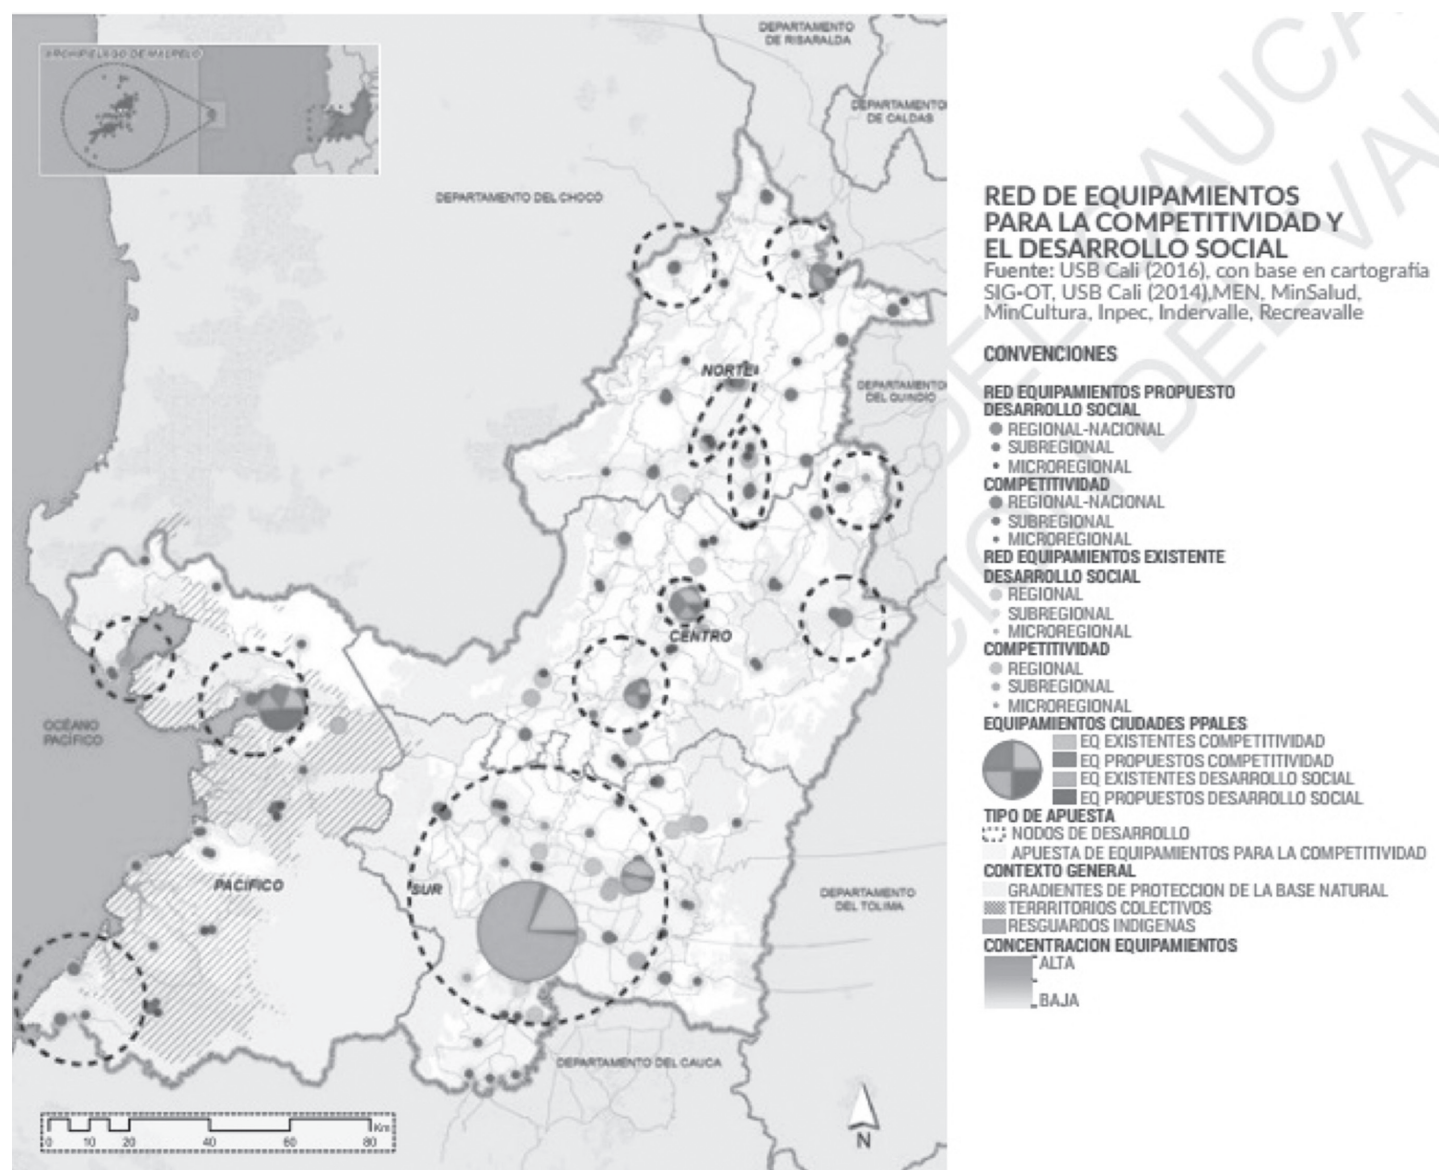 ARCHIPIELAGO DE MALPELO
DEPARTAMENTO
DE RISARALDA
DEPARTAMENTO
DE CALDAS
DEPARTAMENTO DEL CHOCÓ
NORTE
DEPARTAMENTO
DEL QUINDIO
CENTRO
OCÉANO
PACÍFICO
PACIFICO
SUR
DEPARTAMENTO
DEL TOLIMA
DEPARTAMENTO DEL CAUCA
0 10 20 40 60 80
Km
N
RED DE EQUIPAMIENTOS
PARA LA COMPETITIVIDAD Y
EL DESARROLLO SOCIAL
Fuente: USB Cali (2016), con base en cartografía
SIG-OT, USB Cali (2014),MEN, MinSalud,
MinCultura, Inpec, Indervalle, Recreavalle
CONVENCIONES
RED EQUIPAMIENTOS PROPUESTO
DESARROLLO SOCIAL
REGIONAL-NACIONAL
SUBREGIONAL
MICROREGIONAL
COMPETITIVIDAD
REGIONAL-NACIONAL
SUBREGIONAL
MICROREGIONAL
RED EQUIPAMIENTOS EXISTENTE
DESARROLLO SOCIAL
REGIONAL
SUBREGIONAL
MICROREGIONAL
COMPETITIVIDAD
REGIONAL
SUBREGIONAL
MICROREGIONAL
EQUIPAMIENTOS CIUDADES PPALES
EQ EXISTENTES COMPETITIVIDAD
EQ PROPUESTOS COMPETITIVIDAD
EQ EXISTENTES DESARROLLO SOCIAL
EQ PROPUESTOS DESARROLLO SOCIAL
TIPO DE APUESTA
NODOS DE DESARROLLO
APUESTA DE EQUIPAMIENTOS PARA LA COMPETITIVIDAD
CONTEXTO GENERAL
GRADIENTES DE PROTECCION DE LA BASE NATURAL
TERRRITORIOS COLECTIVOS
RESGUARDOS INDIGENAS
CONCENTRACION EQUIPAMIENTOS
ALTA
BAJA